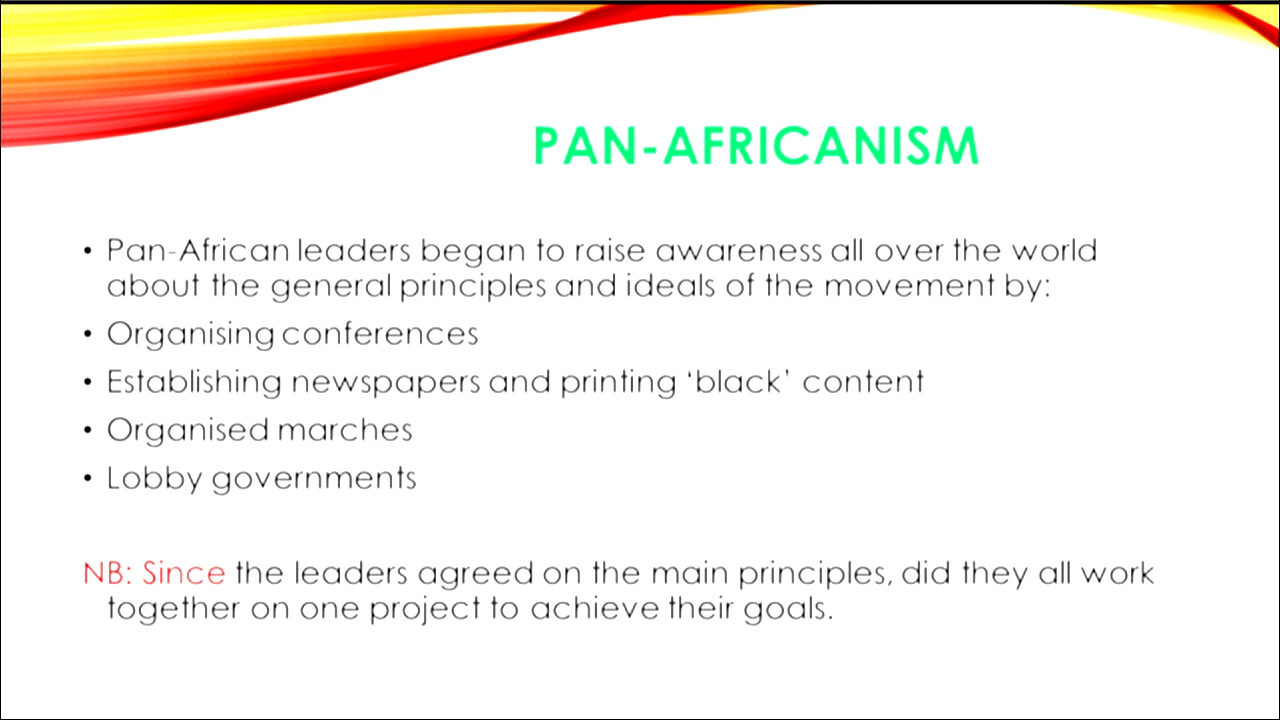 PAN-AFRICANISM
• Pan-African leaders began to raise awareness all over the world
about the general principles and ideals of the movement by:
• Organising conferences
• Establishing newspapers and printing ‘black’ content
• Organised marches
• Lobby governments
NB: Since the leaders agreed on the main principles, did they all work
together on one project to achieve their goals.